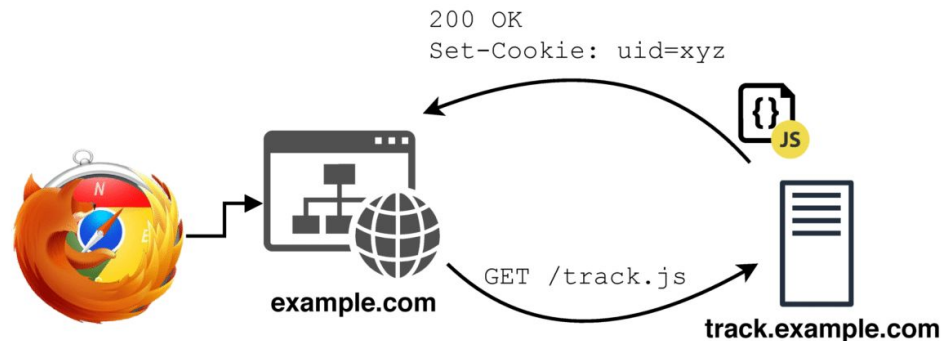 200 OK
Set-Cookie: uid=xyz
{}
JS
N
E
GET /track.js
example.com
track.example.com